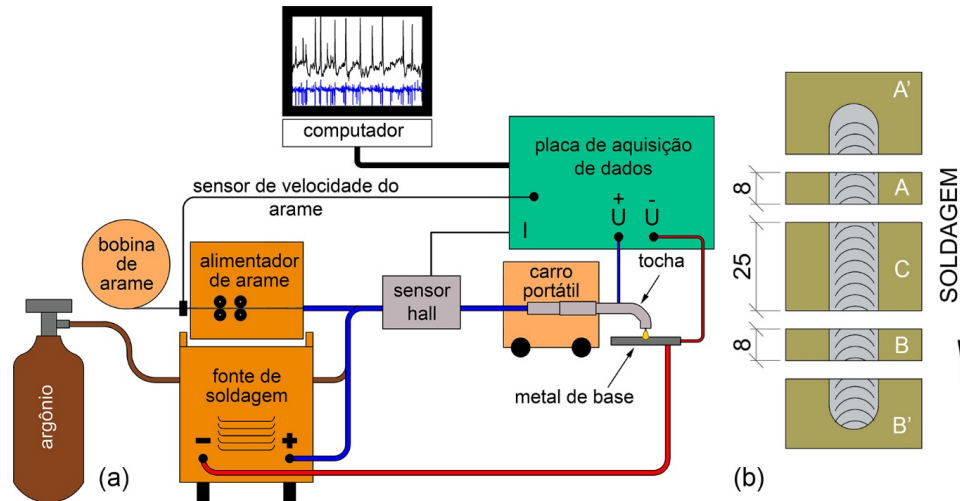 computador
placa de aquisição
de dados
+ -
U U
I
sensor de velocidade do
arame
bobina
de
arame
alimentador
de arame
sensor
hall
carro
portátil
tocha
metal de base
fonte de
soldagem
- +
argônio
(a)
A'
8
A
25
C
8
B
B'
SOLDAGEM
(b)